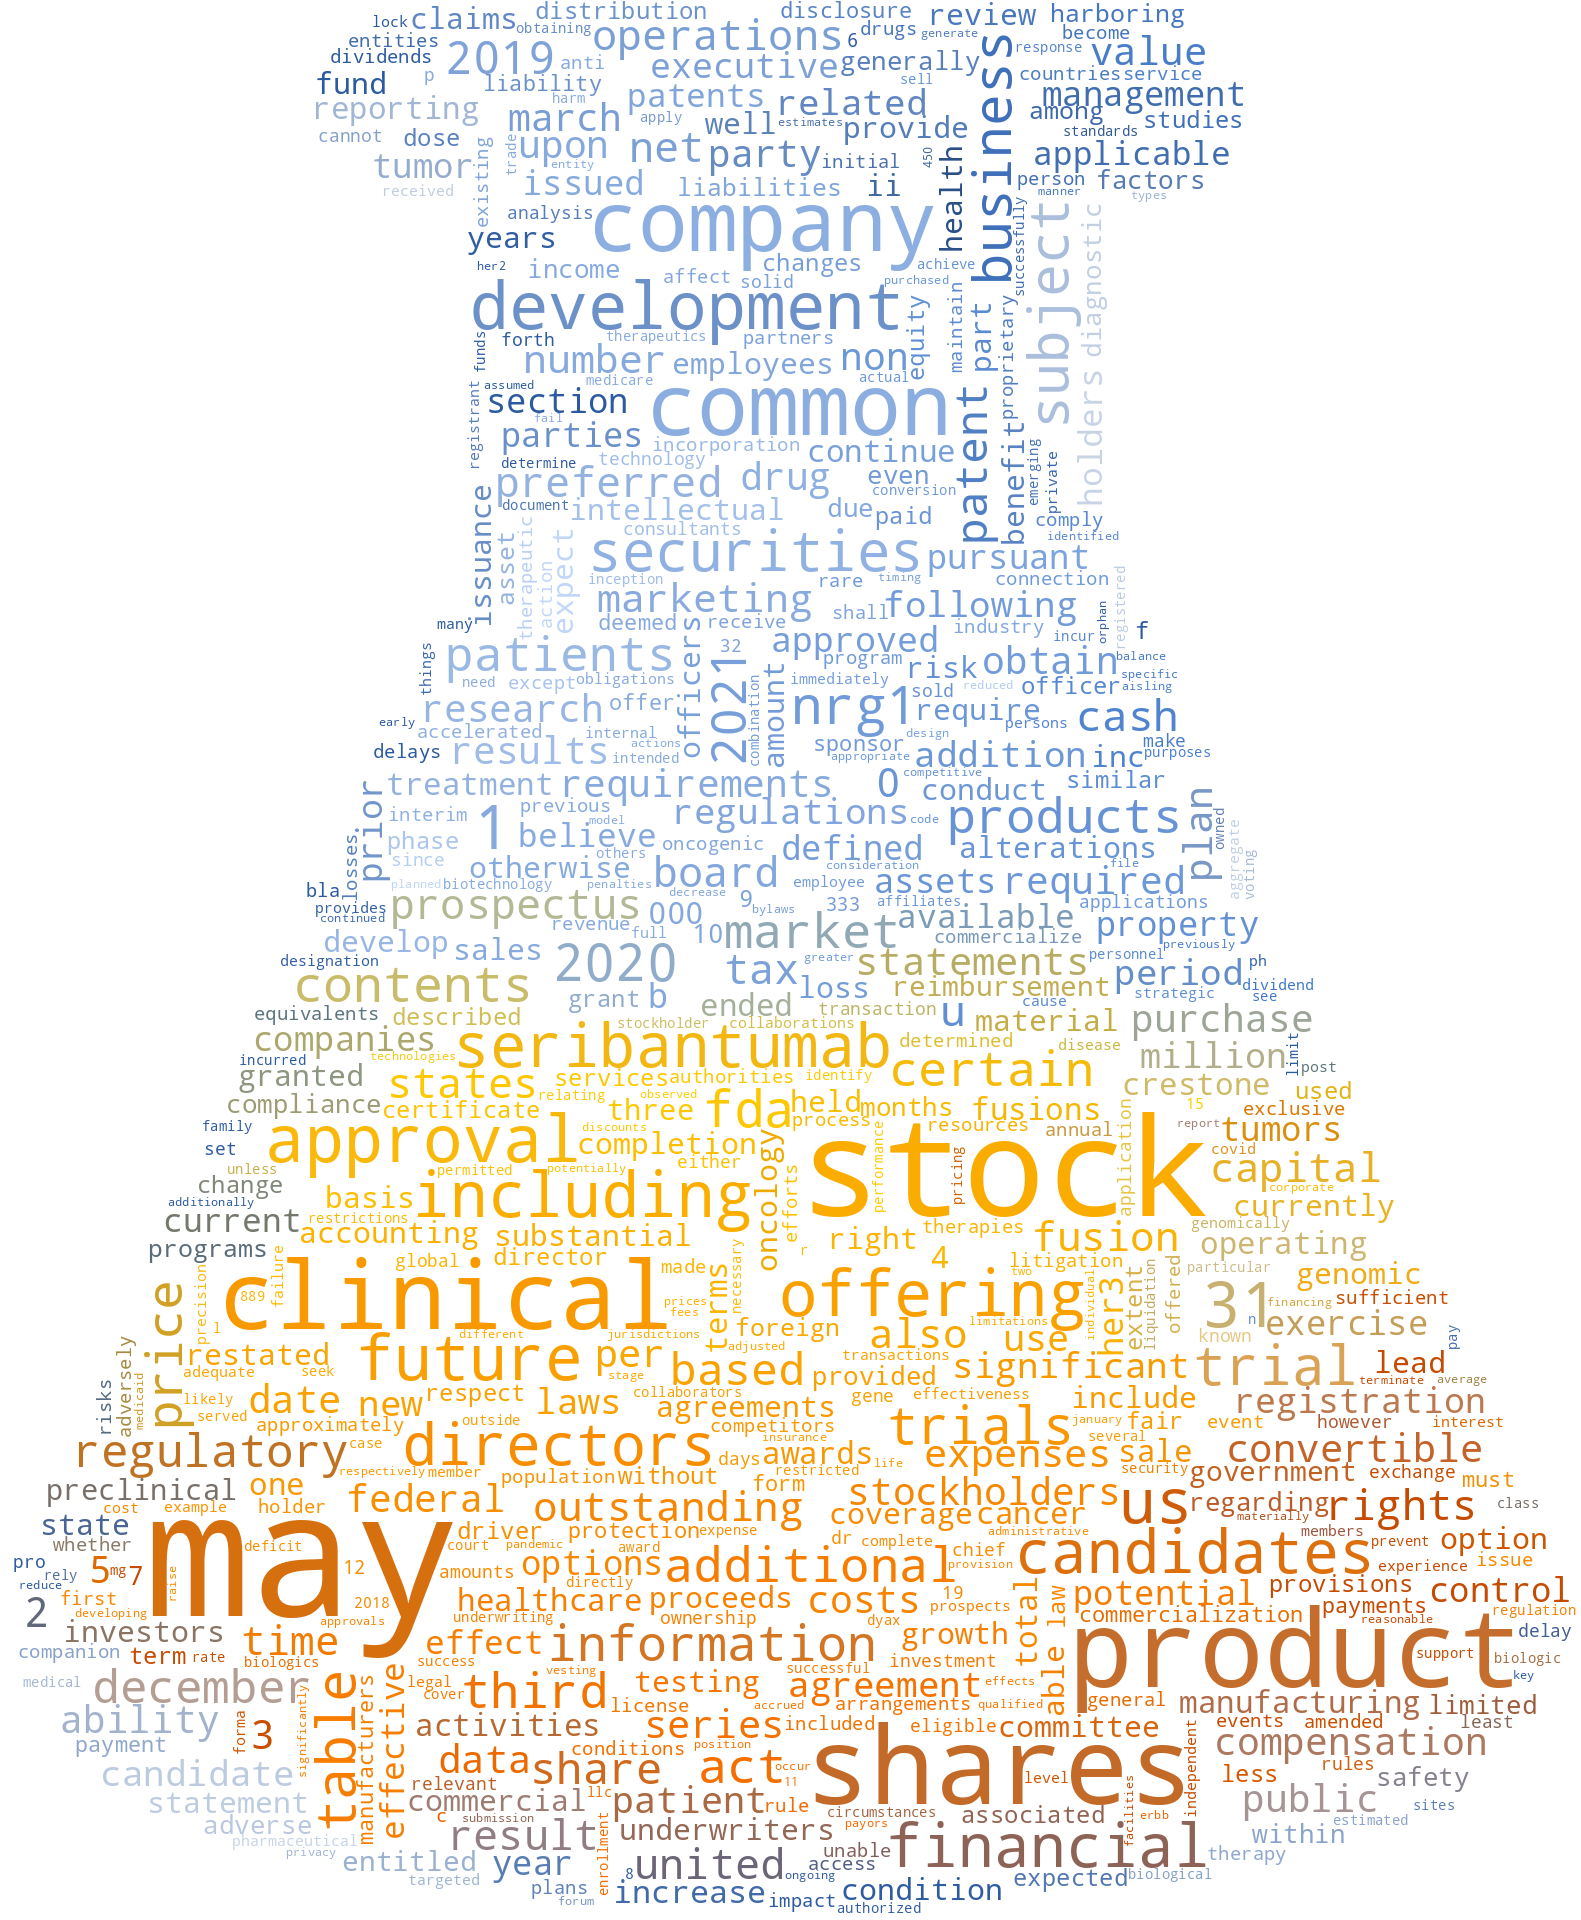 lock claims distribution disclosure review harboring
entities obtaining operations 6 drugs generate become
dividends 2019 anti executive generally response value
fund p liability sell countries service
reporting harm patents related business management
cannot dose march apply well estimates provide among standards studies
tumor trade upon net party initial 450 applicable
received existing issued entity liabilities ii health person factors
analysis company manner types
years successfully subject
her2 income affect changes solid achieve purchased diagnostic
development equity maintain
funds forth therapeutics partners part proprietary
number employees non
assumed medicare actual
section common holders
registrant fail parties incorporation continue patent benefit
determine technology even emerging private
preferred drug conversion
issuance document intellectual due paid comply
consultants identified
asset therapeutic action expect securities pursuant
inception rare timing connection registered
marketing shall following orphan
many deemed receive industry incur f
patients officers 32 approved program risk obtain balance
things need except obligations 2021 immediately reduced officer specific aisling
research offer combination amount nrg1 sold require persons cash
early accelerated internal design make
delays results actions intended sponsor appropriate addition inc purposes
treatment requirements 0 competitive conduct similar
prior interim previous regulations code products plan owned
phase 1 model believe oncogenic defined alterations aggregate voting
since others consideration file
losses otherwise board assets required
bla planned biotechnology penalties decrease employee
provides prospectus 000 9 333 affiliates applications
continued revenue bylaws available
develop sales full 10 market commercialize property previously
designation 2020 tax greater statements personnel period ph
contents grant b loss reimbursement strategic dividend see
equivalents described ended transaction u cause material purchase
companies stockholder collaborations determined disease
incurred technologies seribantumab certain million limit post
granted states services authorities identify crestone used
compliance certificate relating observed three fda held months fusions application 15 exclusive
family discounts process resources annual report tumors
set approval completion oncology performance stock covid
unless permitted potentially either efforts pricing capital
change basis including corporate
additionally restrictions currently
current accounting substantial right therapies fusion genomically
programs global director r 4 litigation operating
failure made necessary two particular
price precision 889 clinical prices terms offering individual her3 extent liquidation offered 31 genomic
l fees limitations financing sufficient
different jurisdictions foreign also use known n exercise
restated future per adjusted transactions pay
adversely adequate seek stage based provided significant trial lead
risks medicaid likely date new respect laws collaborators gene effectiveness include terminate average
served agreements registration
approximately outside competitors trials january fair event however interest
regulatory case directors insurance several
respectively member days awards expenses sale convertible
preclinical one population without restricted life security government exchange must
cost example holder federal form stockholders us regarding rights class
state outstanding coverage cancer materially
whether deficit may driver protection expense dr complete administrative members prevent option
court pandemic chief candidates
pro 5 mg 7 12 amounts options award additional provision experience issue
reduce rely raise directly
first 2018 healthcare proceeds costs 19 total potential provisions control
2 developing approvals underwriting ownership dyax prospects able law commercialization payments reasonable regulation
investors time effect information growth product delay
companion term rate biologics success support biologic
medical december table manufacturers effective legal third vesting testing successful investment effects key
significantly cover license accrued agreement qualified general
ability forma activities series included arrangements manufacturing limited
payment 3 conditions position eligible committee events amended least
candidate data share act occur shares independent compensation rules
relevant 11 level less safety
statement commercial llc patient rule circumstances associated facilities public sites
adverse c submission payors erbb estimated
pharmaceutical result enrollment underwriters unable financial within
privacy entitled year 8 united ongoing access therapy
targeted plans increase impact condition expected biological
forum authorized